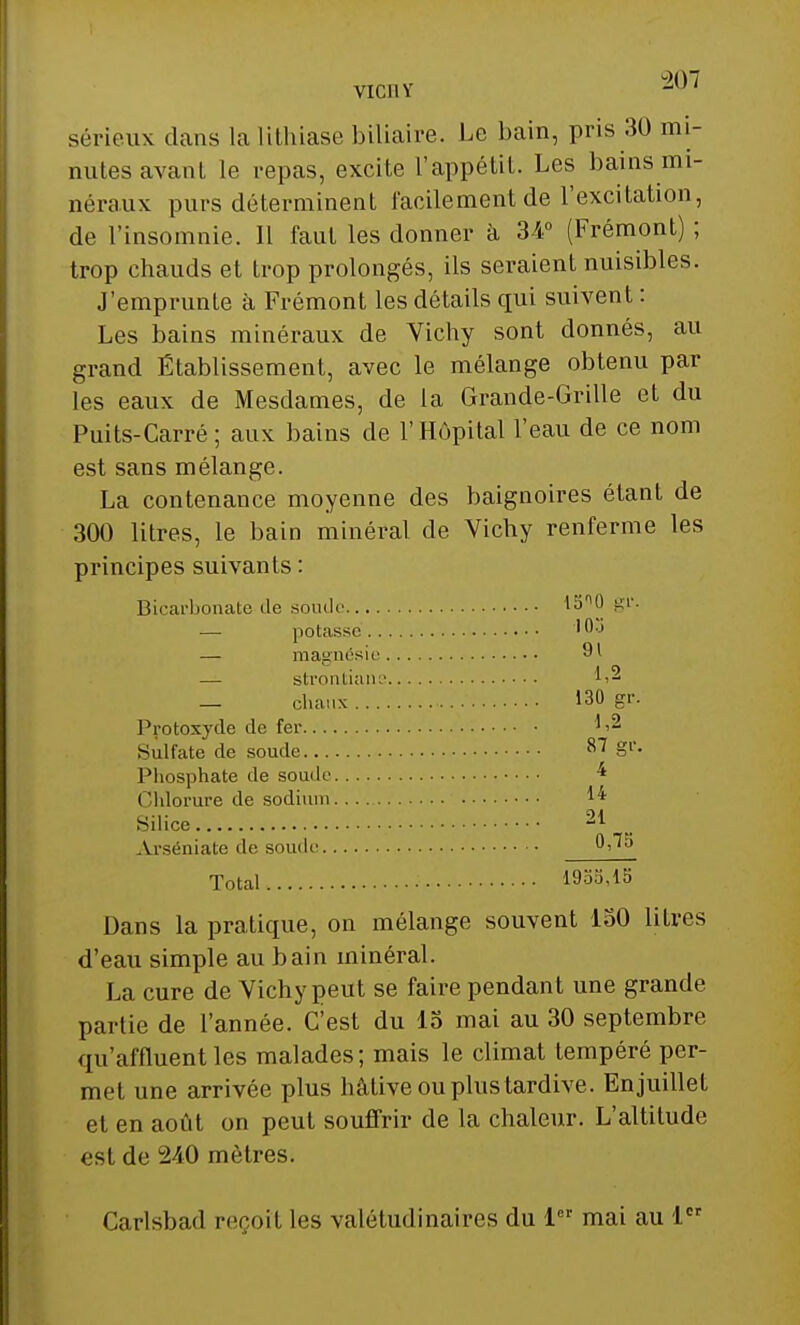 VICHY
207
sérieux dans la lithiase biliaire. Le bain, pris 30 mi-
nutes avant le repas, excite l'appétit. Les bains mi-
néraux purs déterminent facilement de l'excitation,
de l'insomnie. Il faut les donner à 34° (Frémont) ;
trop chauds et trop prolongés, ils seraient nuisibles.
J'emprunte à Frémont les détails qui suivent :
Les bains minéraux de Vichy sont donnés, au
grand Établissement, avec le mélange obtenu par
les eaux de Mesdames, de la Grande-Grille et du
Puits-Carré ; aux bains de l'Hôpital l'eau de ce nom
est sans mélange.
La contenance moyenne des baignoires étant de
300 litres, le bain minéral de Vichy renferme les
principes suivants :
Bicarbonate de soude.................... 1500 gr.
— potasse.................... 105
— magnésie.................... 91
— strontiane.................... 1,2
— chaux.................... 130 gr.
Protoxyde de fer.................... 1,2
Sulfate de soude.................... 87 gr.
Phosphate de soude.................... 4
Chlorure de sodium.................... 14
Silice.................... 21
Arséniate de soude.................... 0,75
Total.................... 1955,15
Dans la pratique, on mélange souvent 150 litres
d'eau simple au bain minéral.
La cure de Vichy peut se faire pendant une grande
partie de l'année. C'est du 15 mai au 30 septembre
qu'affluent les malades; mais le climat tempéré per-
met une arrivée plus hâtive ou plus tardive. En juillet
et en août on peut souffrir de la chaleur. L'altitude
est de 240 mètres.
Carlsbad reçoit les valétudinaires du 1er mai au 1er